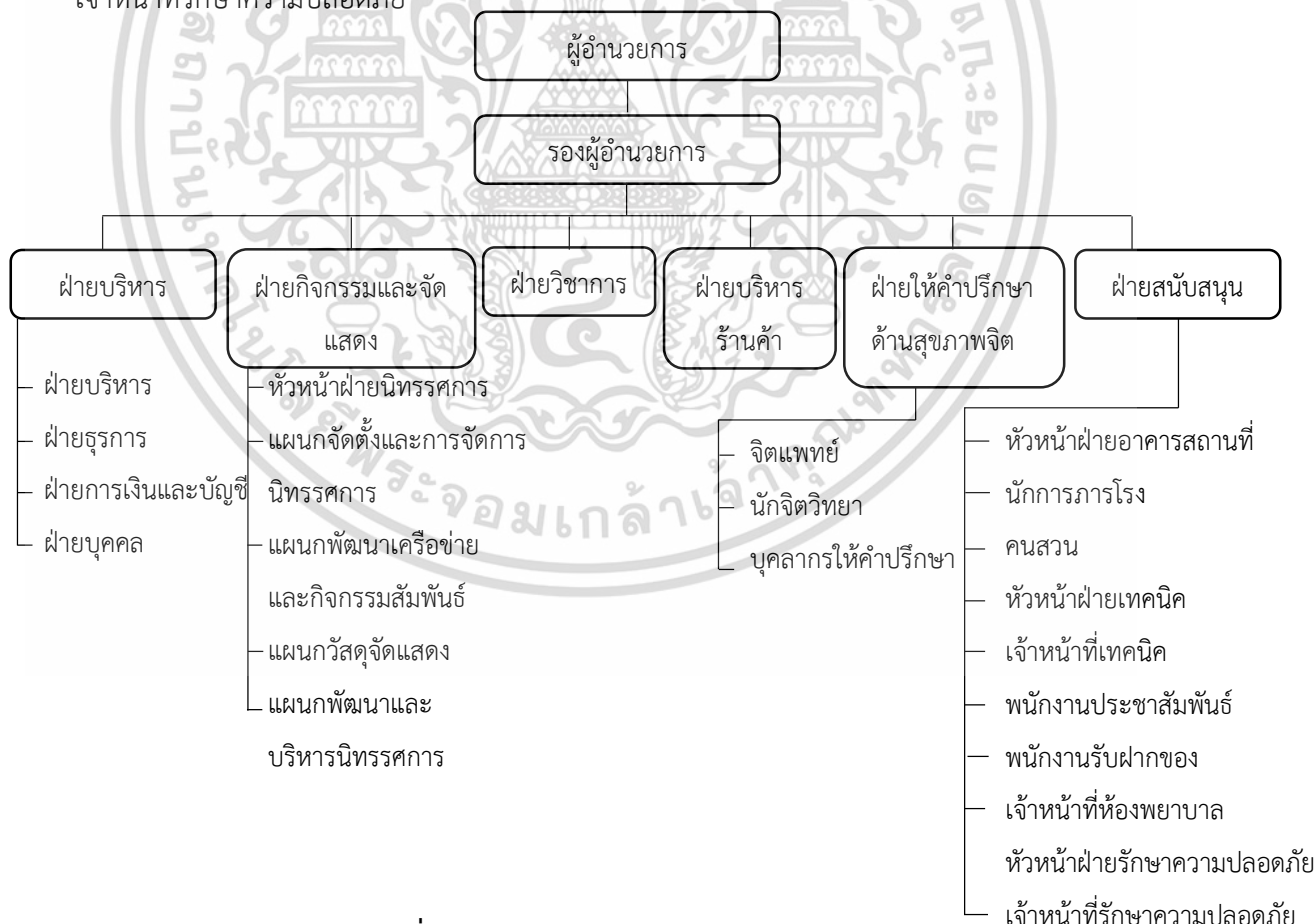 เจ้าหน้าที่รักษาความปลอดภัย
ผู้อำนวยการ
รองผู้อำนวยการ
ฝ่ายบริหาร
ฝ่ายกิจกรรมและจัด
แสดง
ฝ่ายวิชาการ
ฝ่ายบริหาร
ร้านค้า
ฝ่ายให้คำปรึกษา
ด้านสุขภาพจิต
ฝ่ายสนับสนุน
ฝ่ายบริหาร
ฝ่ายธุรการ
ฝ่ายการเงินและบัญชี
ฝ่ายบุคคล
หัวหน้าฝ่ายนิทรรศการ
แผนกจัดตั้งและการจัดการ
นิทรรศการ
แผนกพัฒนาเครือข่าย
และกิจกรรมสัมพันธ์
แผนกวัสดุจัดแสดง
แผนกพัฒนาและ
บริหารนิทรรศการ
จิตแพทย์
นักจิตวิทยา
บุคลากรให้คำปรึกษา
หัวหน้าฝ่ายอาคารสถานที่
นักการภารโรง
คนสวน
หัวหน้าฝ่ายเทคนิค
เจ้าหน้าที่เทคนิค
พนักงานประชาสัมพันธ์
พนักงานรับฝากของ
เจ้าหน้าที่ห้องพยาบาล
หัวหน้าฝ่ายรักษาความปลอดภัย
เจ้าหน้าที่รักษาความปลอดภัย